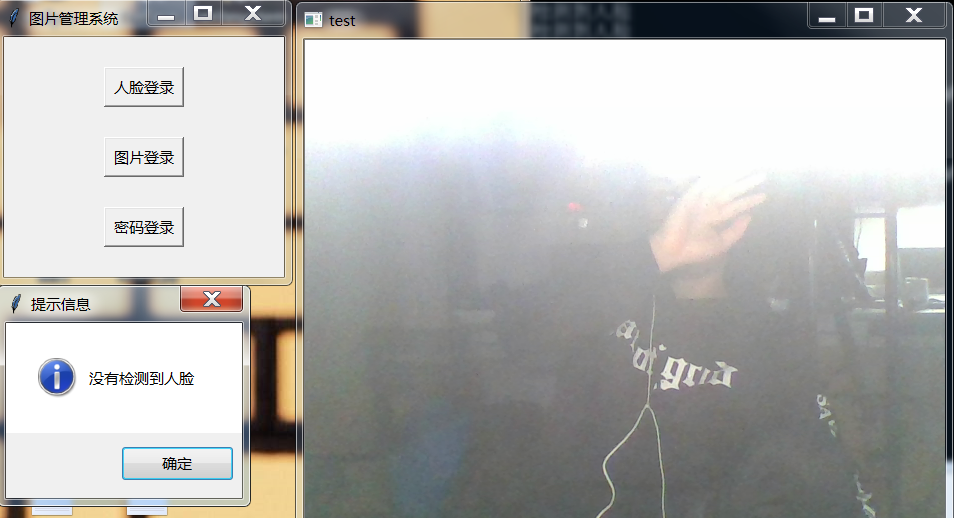 图片管理系统
人脸登录
图片登录
密码登录
提示信息
没有检测到人脸
确定
test